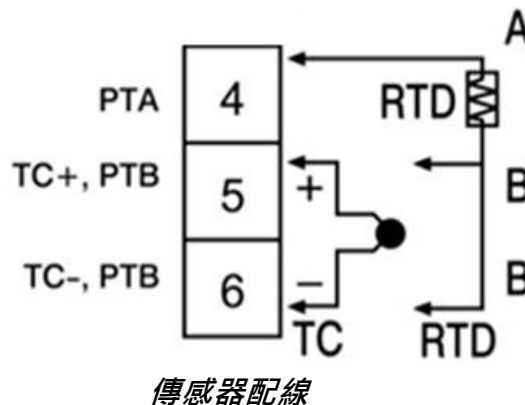 A
PTA 4 RTD
TC+, PTB 5 + B
TC-, PTB 6 − B
TC RTD
傳感器配線